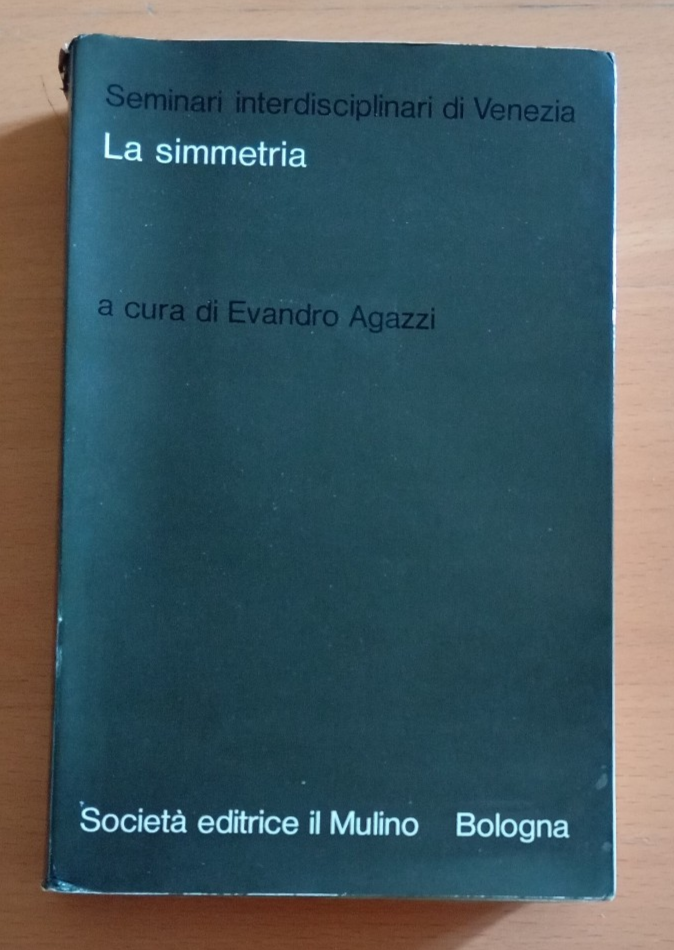 Seminari interdisciplinari di Venezia
La simmetria
a cura di Evandro Agazzi
Società editrice il Mulino Bologna